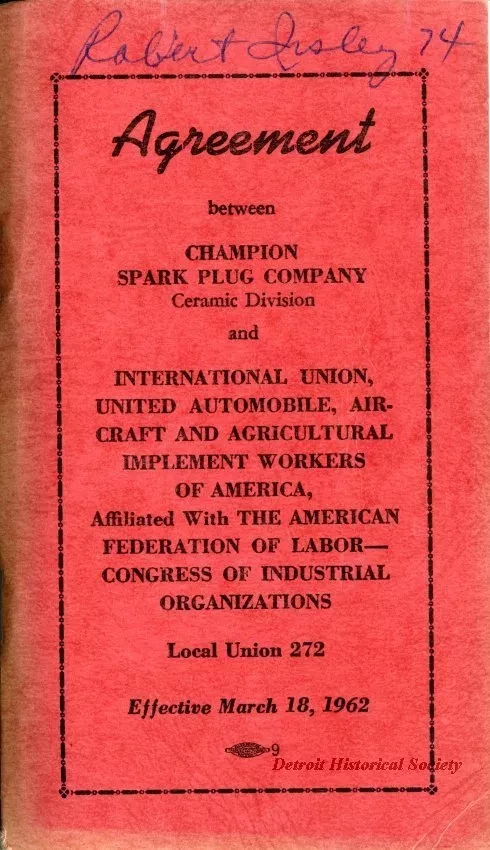 Robert Insley 74
Agreement
between
CHAMPION
SPARK PLUG COMPANY
Ceramic Division
and
INTERNATIONAL UNION,
UNITED AUTOMOBILE, AIR-
CRAFT AND AGRICULTURAL
IMPLEMENT WORKERS
OF AMERICA,
Affiliated With THE AMERICAN
FEDERATION OF LABOR—
CONGRESS OF INDUSTRIAL
ORGANIZATIONS
Local Union 272
Effective March 18, 1962
9
Detroit Historical Society